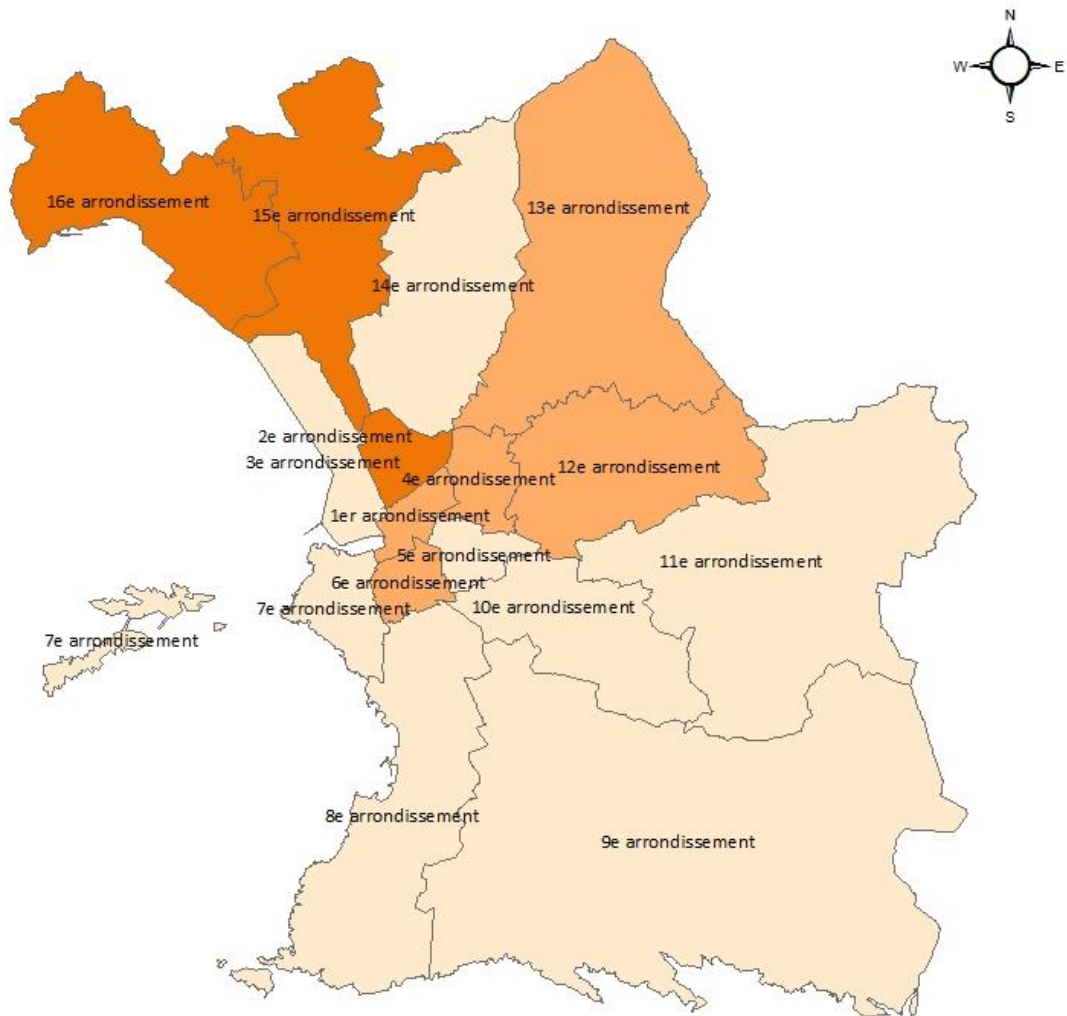 N
W E
S
16e arrondissement
15e arrondissement
13e arrondissement
14e arrondissement
2e arrondissement
3e arrondissement
4e arrondissement
12e arrondissement
1er arrondissement
5e arrondissement
11e arrondissement
6e arrondissement
7e arrondissement
10e arrondissement
7e arrondissement
8e arrondissement
9e arrondissement